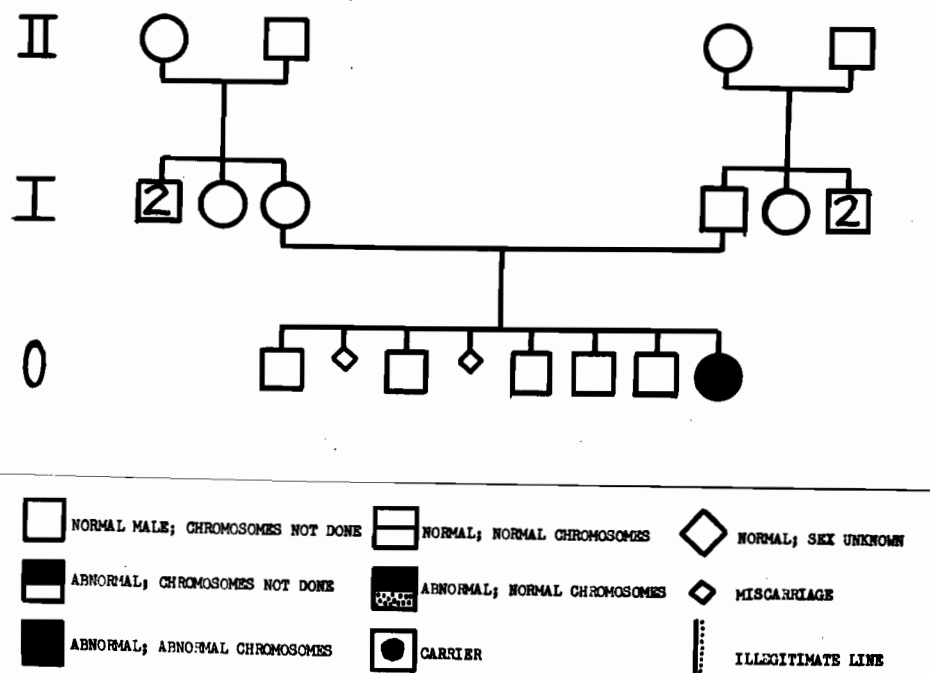 II
I
2
2
0
NORMAL MALE; CHROMOSOMES NOT DONE
NORMAL; NORMAL CHROMOSOMES
NORMAL; SEX UNKNOWN
ABNORMAL; CHROMOSOMES NOT DONE
ABNORMAL; NORMAL CHROMOSOMES
MISCARRIAGE
ABNORMAL; ABNORMAL CHROMOSOMES
CARRIER
ILLEGITIMATE LINE